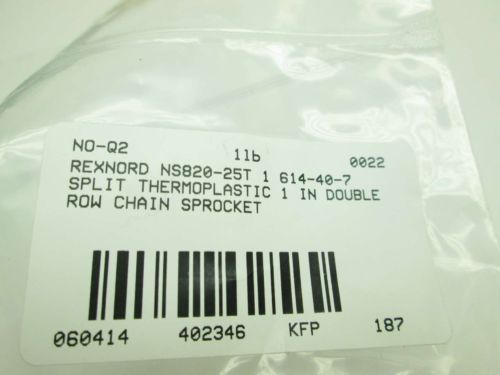 NO-Q2 1lb 0022
REXNORD NS820-25T 1 614-40-7
SPLIT THERMOPLASTIC 1 IN DOUBLE
ROW CHAIN SPROCKET
060414 402346 KFP 187